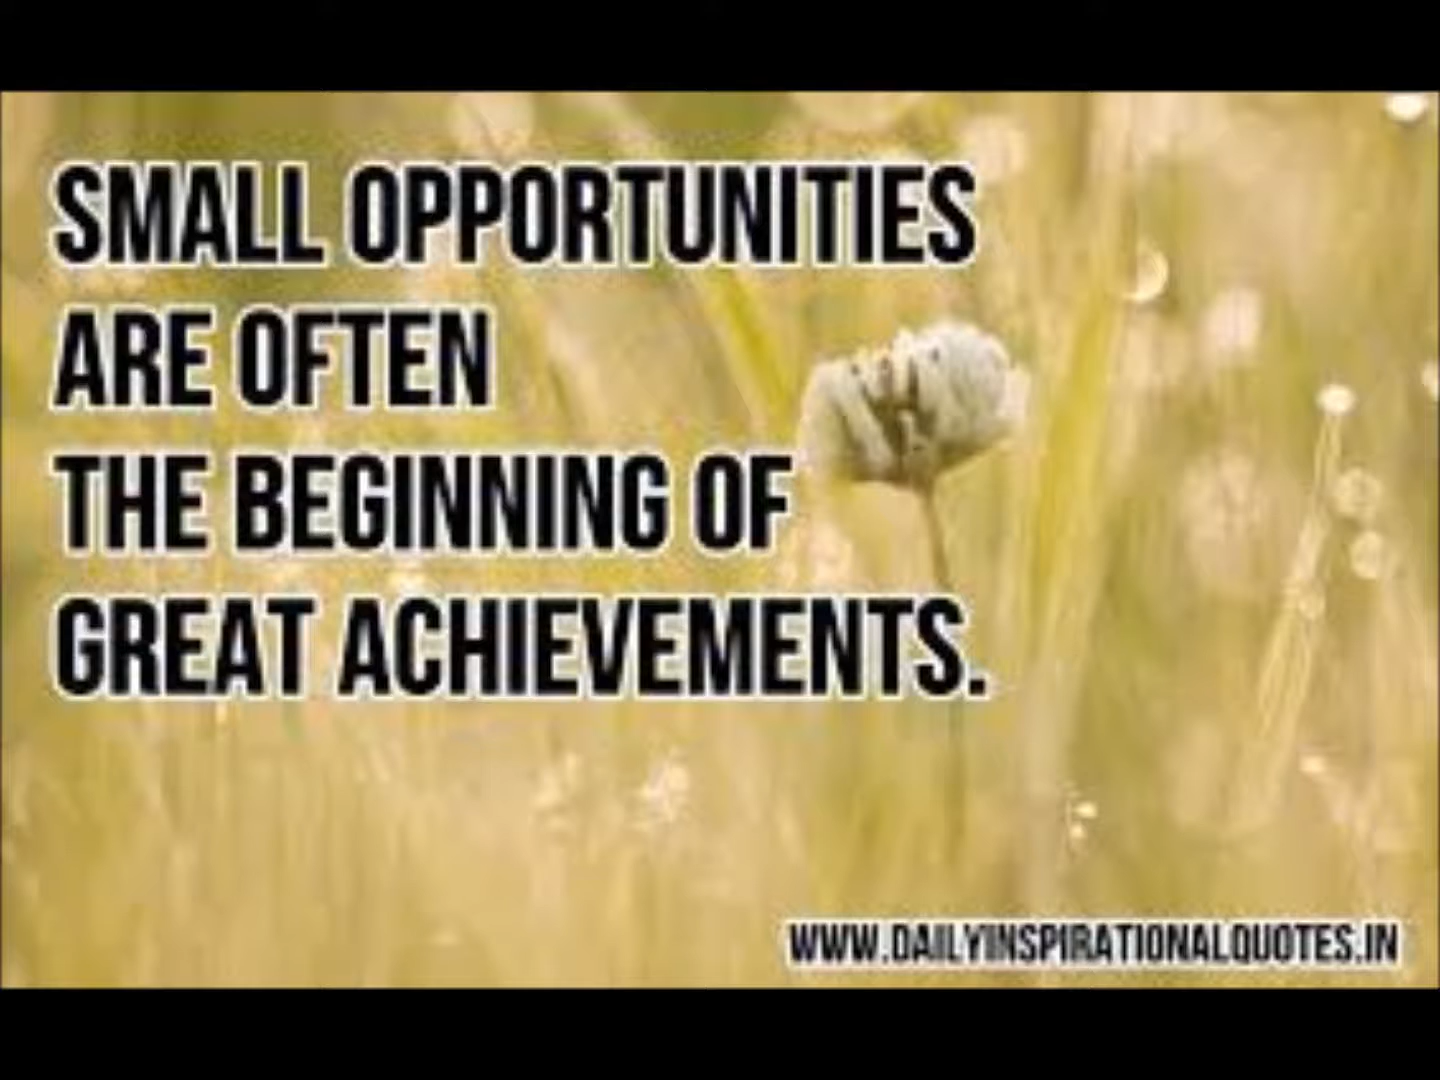 SMALL OPPORTUNITIES
ARE OFTEN
THE BEGINNING OF
GREAT ACHIEVEMENTS.
WWW.DAILYINSPIRATIONALQUOTES.IN